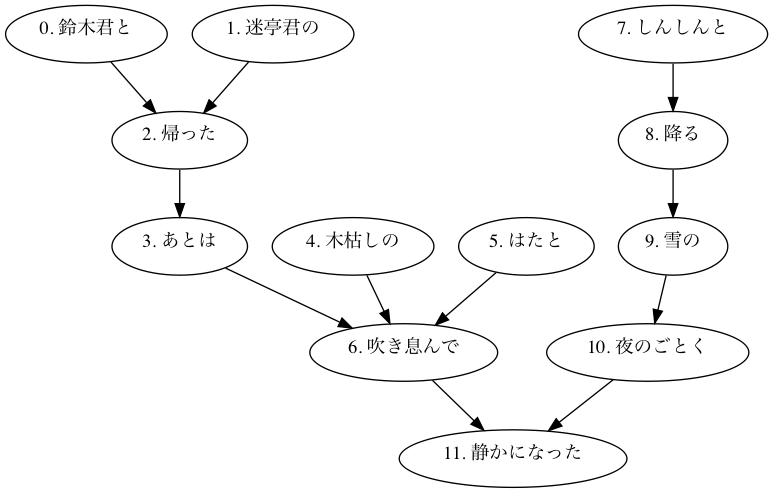 0. 鈴木君と
1. 迷亭君の
7. しんしんと
2. 帰った
8. 降る
3. あとは
4. 木枯しの
5. はたと
9. 雪の
6. 吹き息んで
10. 夜のごとく
11. 静かになった